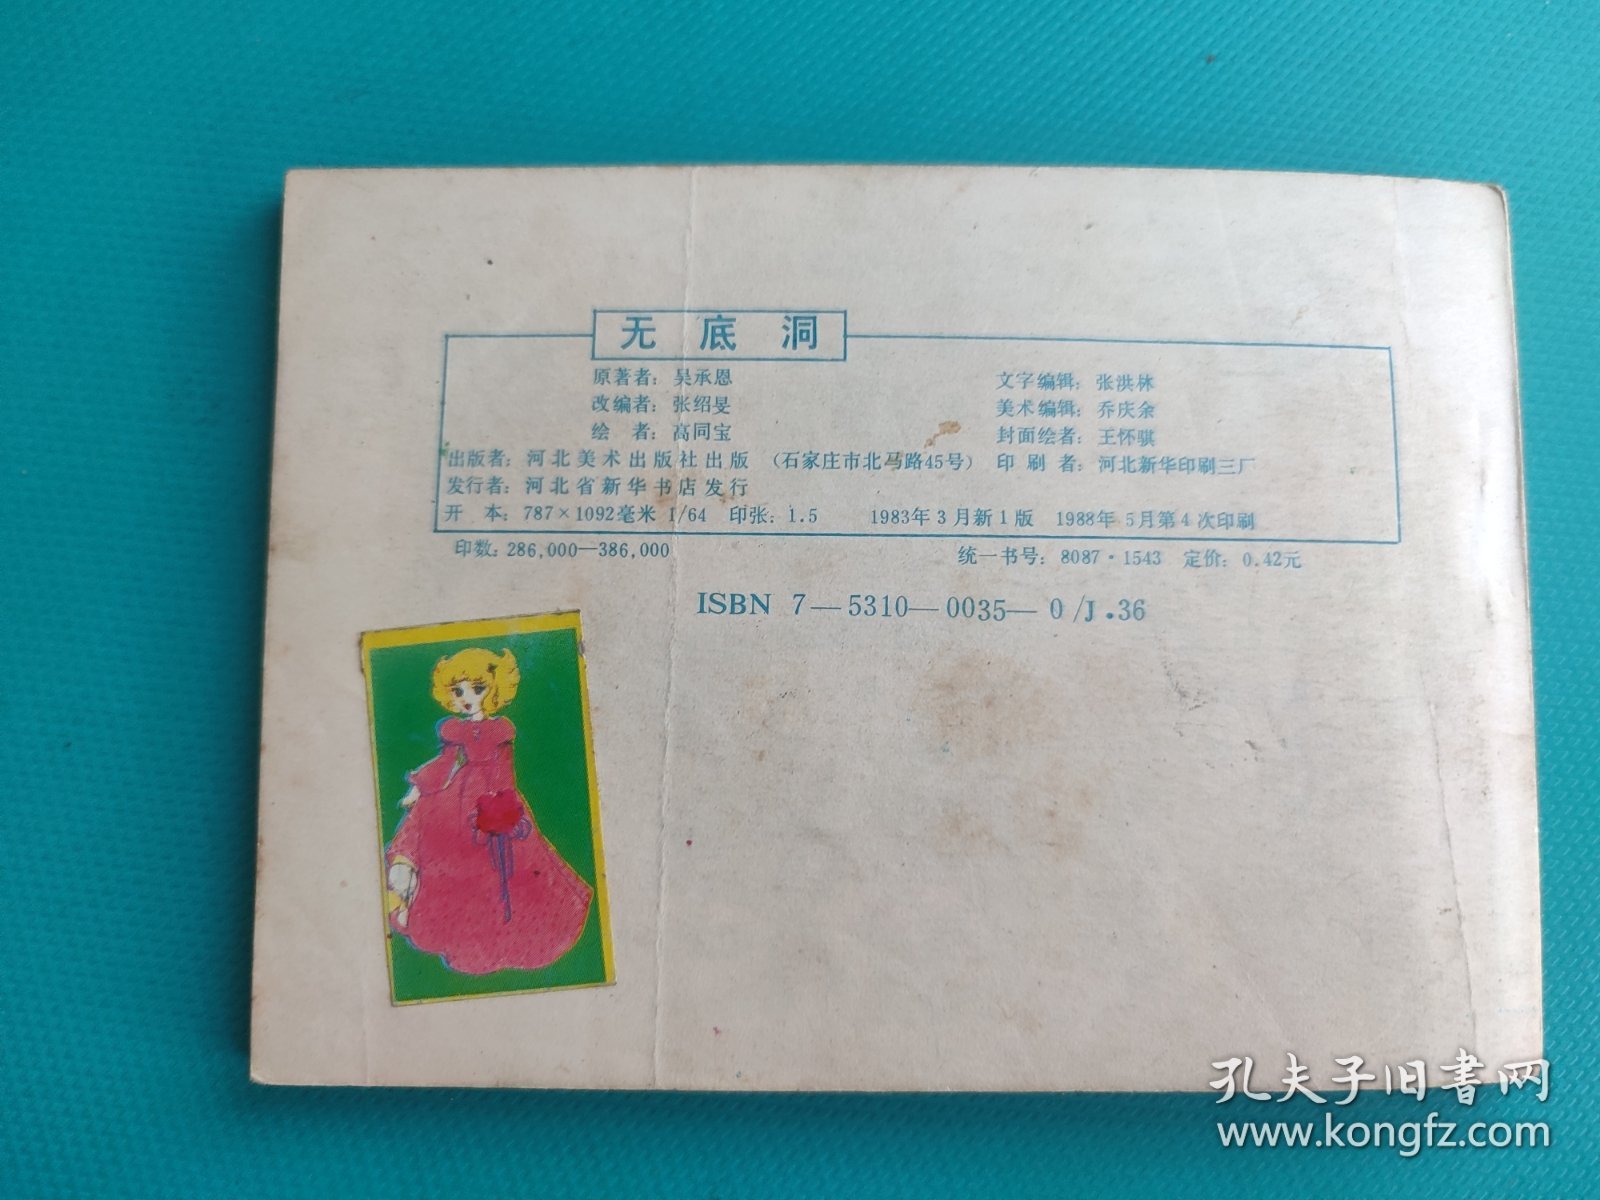 无底洞
原著者：吴承恩 文字编辑：张洪林
改编者：张绍旻 美术编辑：乔庆余
绘　者：高同宝 封面绘者：王怀骐
出版者：河北美术出版社出版 （石家庄市北马路45号） 印刷者：河北新华印刷三厂
发行者：河北省新华书店发行
开　本：787×1092毫米 1/64 印张：1.5 1983年3月新1版 1988年5月第4次印刷
印数：286,000—386,000 统一书号：8087·1543 定价：0.42元
ISBN 7—5310—0035—0/J.36
孔夫子旧书网
www.kongfz.com